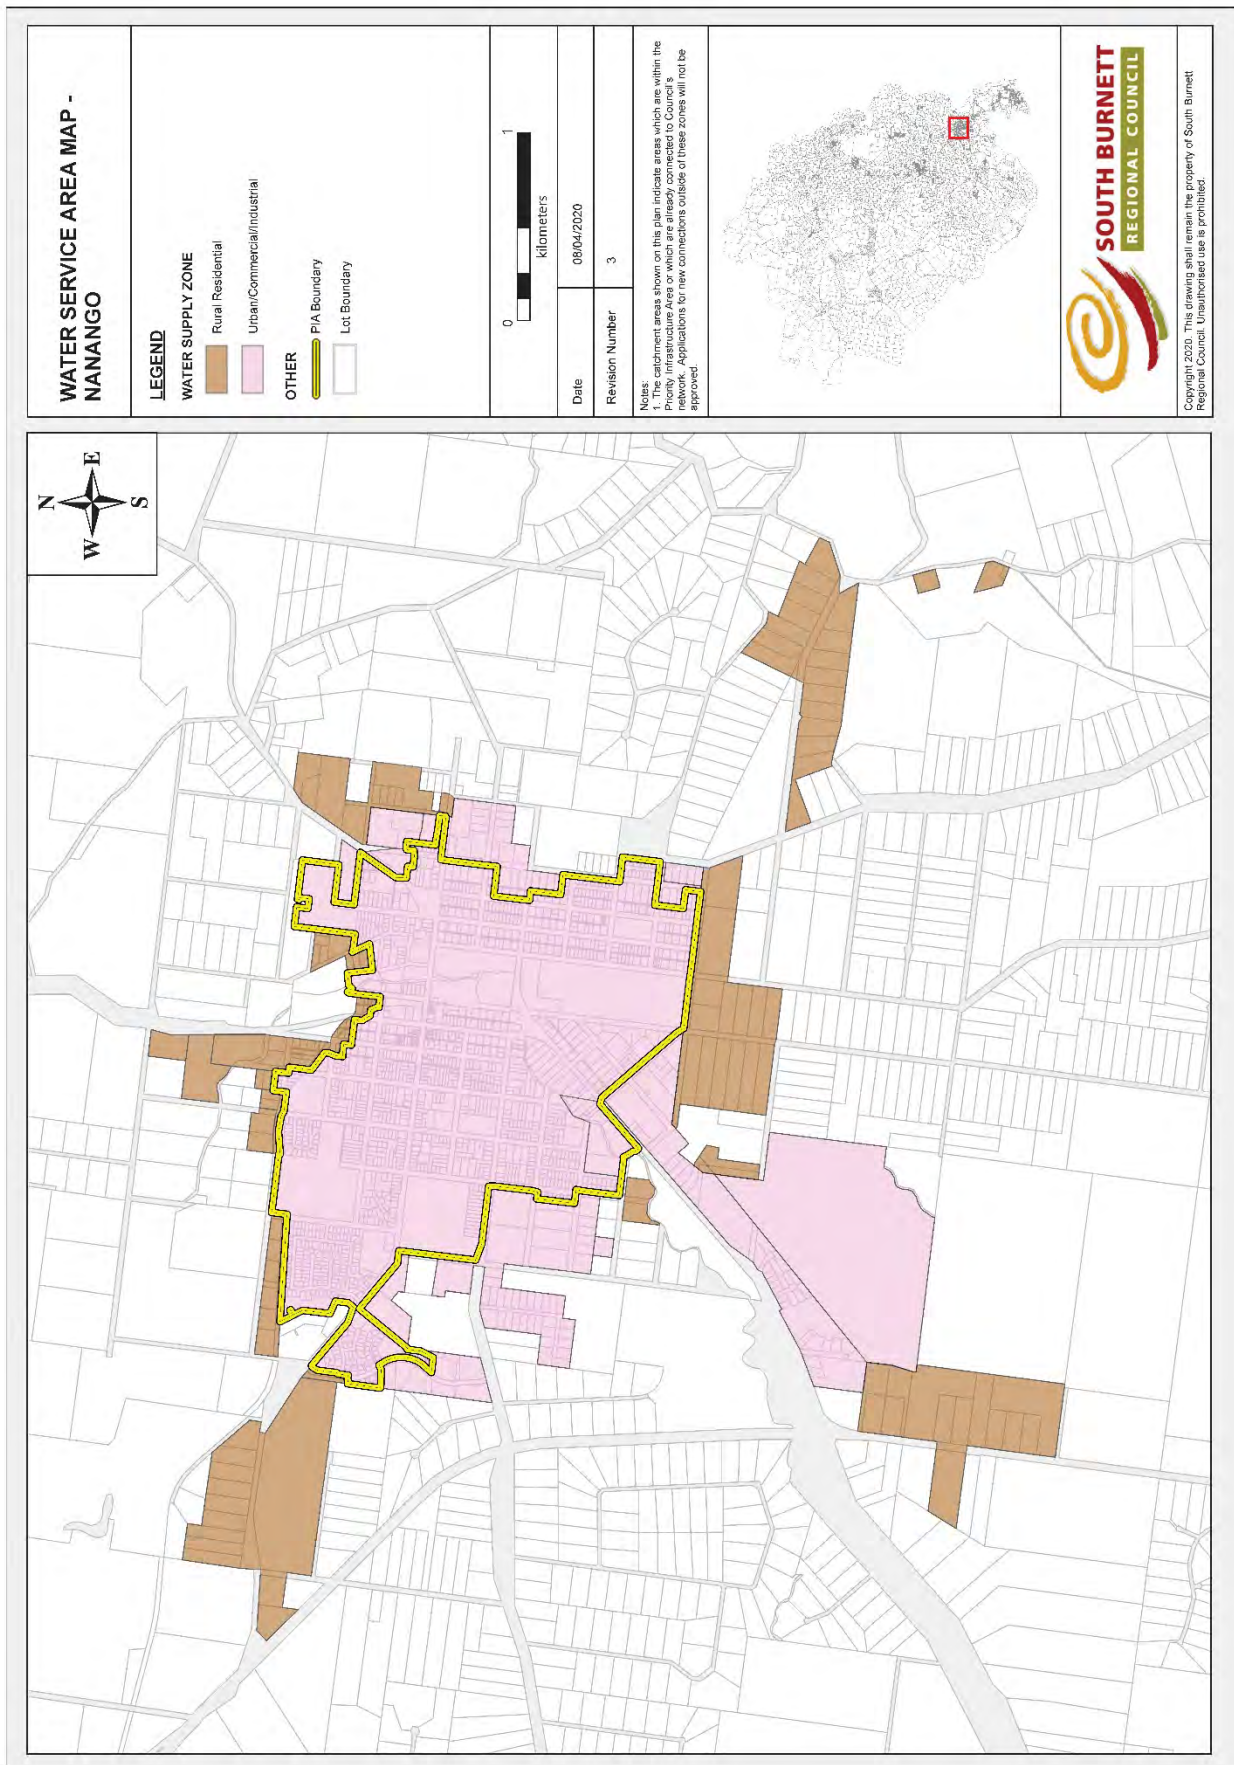 WATER SERVICE AREA MAP -
NANANGO
LEGEND
WATER SUPPLY ZONE
Rural Residential
Urban/Commercial/Industrial
OTHER
PIA Boundary
Lot Boundary
0
1
kilometers
Date
08/04/2020
Revision Number
3
Notes:
1. The catchment areas shown on this plan indicate areas which are within the
Priority Infrastructure Area or which are already connected to Council's
network. Applications for new connections outside of these zones will not be
approved.
SOUTH BURNETT
REGIONAL COUNCIL
Copyright 2020. This drawing shall remain the property of South Burnett
Regional Council. Unauthorised use is prohibited.
N
W
E
S